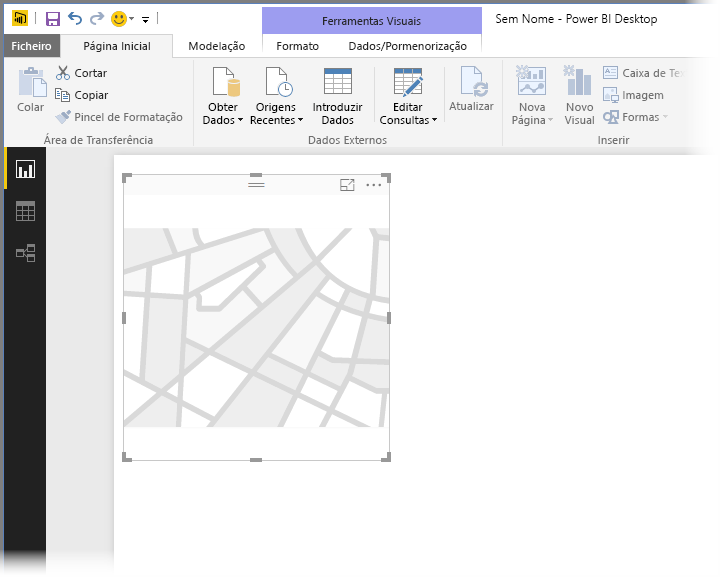 Ferramentas Visuais
Sem Nome - Power BI Desktop
Ficheiro
Página Inicial
Modelação
Formato
Dados/Pormenorização
Colar
Cortar
Copiar
Pincel de Formatação
Obter Dados
Origens Recentes
Introduzir Dados
Editar Consultas
Atualizar
Nova Página
Novo Visual
Caixa de
Imagem
Formas
Área de Transferência
Dados Externos
Inserir